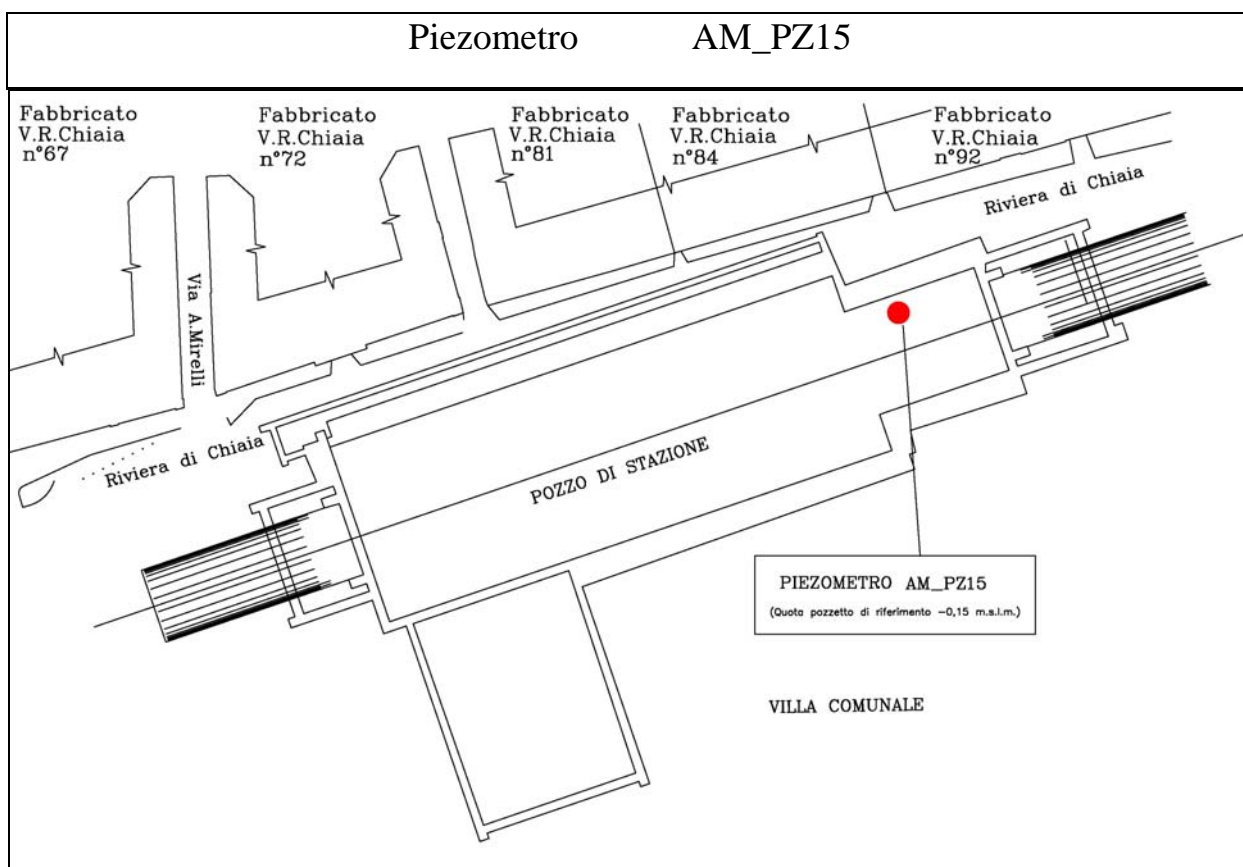 Piezometro AM_PZ15
Fabbricato
V.R.Chiaia
n°67
Fabbricato
V.R.Chiaia
n°72
Fabbricato
V.R.Chiaia
n°81
Fabbricato
V.R.Chiaia
n°84
Fabbricato
V.R.Chiaia
n°92
Riviera di Chiaia
Via A.Mirelli
Riviera di Chiaia
POZZO DI STAZIONE
PIEZOMETRO AM_PZ15
(Quota pozzetto di riferimento -0,15 m.s.l.m.)
VILLA COMUNALE